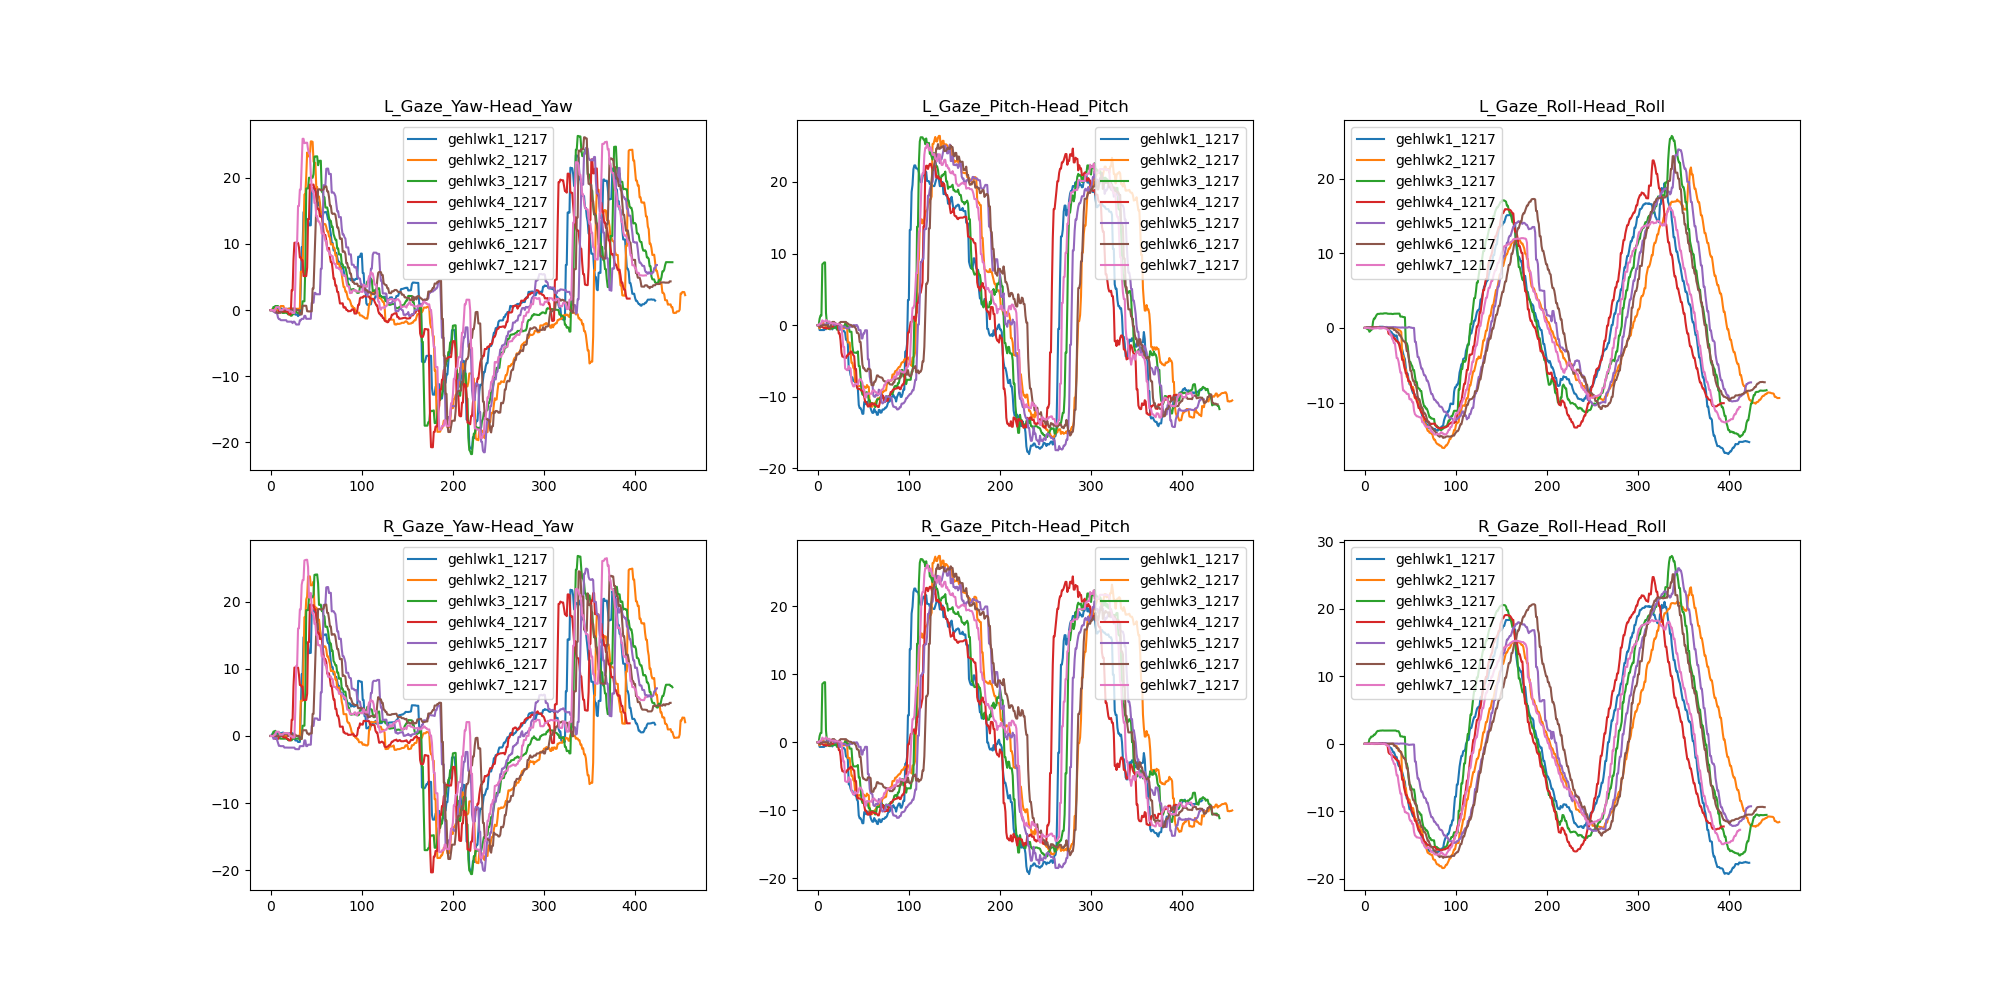 L_Gaze_Yaw-Head_Yaw
gehlwk1_1217
gehlwk2_1217
gehlwk3_1217
gehlwk4_1217
gehlwk5_1217
gehlwk6_1217
gehlwk7_1217
20
10
0
−10
−20
0 100 200 300 400
L_Gaze_Pitch-Head_Pitch
gehlwk1_1217
gehlwk2_1217
gehlwk3_1217
gehlwk4_1217
gehlwk5_1217
gehlwk6_1217
gehlwk7_1217
20
10
0
−10
−20
0 100 200 300 400
L_Gaze_Roll-Head_Roll
gehlwk1_1217
gehlwk2_1217
gehlwk3_1217
gehlwk4_1217
gehlwk5_1217
gehlwk6_1217
gehlwk7_1217
20
10
0
−10
0 100 200 300 400
R_Gaze_Yaw-Head_Yaw
gehlwk1_1217
gehlwk2_1217
gehlwk3_1217
gehlwk4_1217
gehlwk5_1217
gehlwk6_1217
gehlwk7_1217
20
10
0
−10
−20
0 100 200 300 400
R_Gaze_Pitch-Head_Pitch
gehlwk1_1217
gehlwk2_1217
gehlwk3_1217
gehlwk4_1217
gehlwk5_1217
gehlwk6_1217
gehlwk7_1217
20
10
0
−10
−20
0 100 200 300 400
R_Gaze_Roll-Head_Roll
gehlwk1_1217
gehlwk2_1217
gehlwk3_1217
gehlwk4_1217
gehlwk5_1217
gehlwk6_1217
gehlwk7_1217
30
20
10
0
−10
−20
0 100 200 300 400